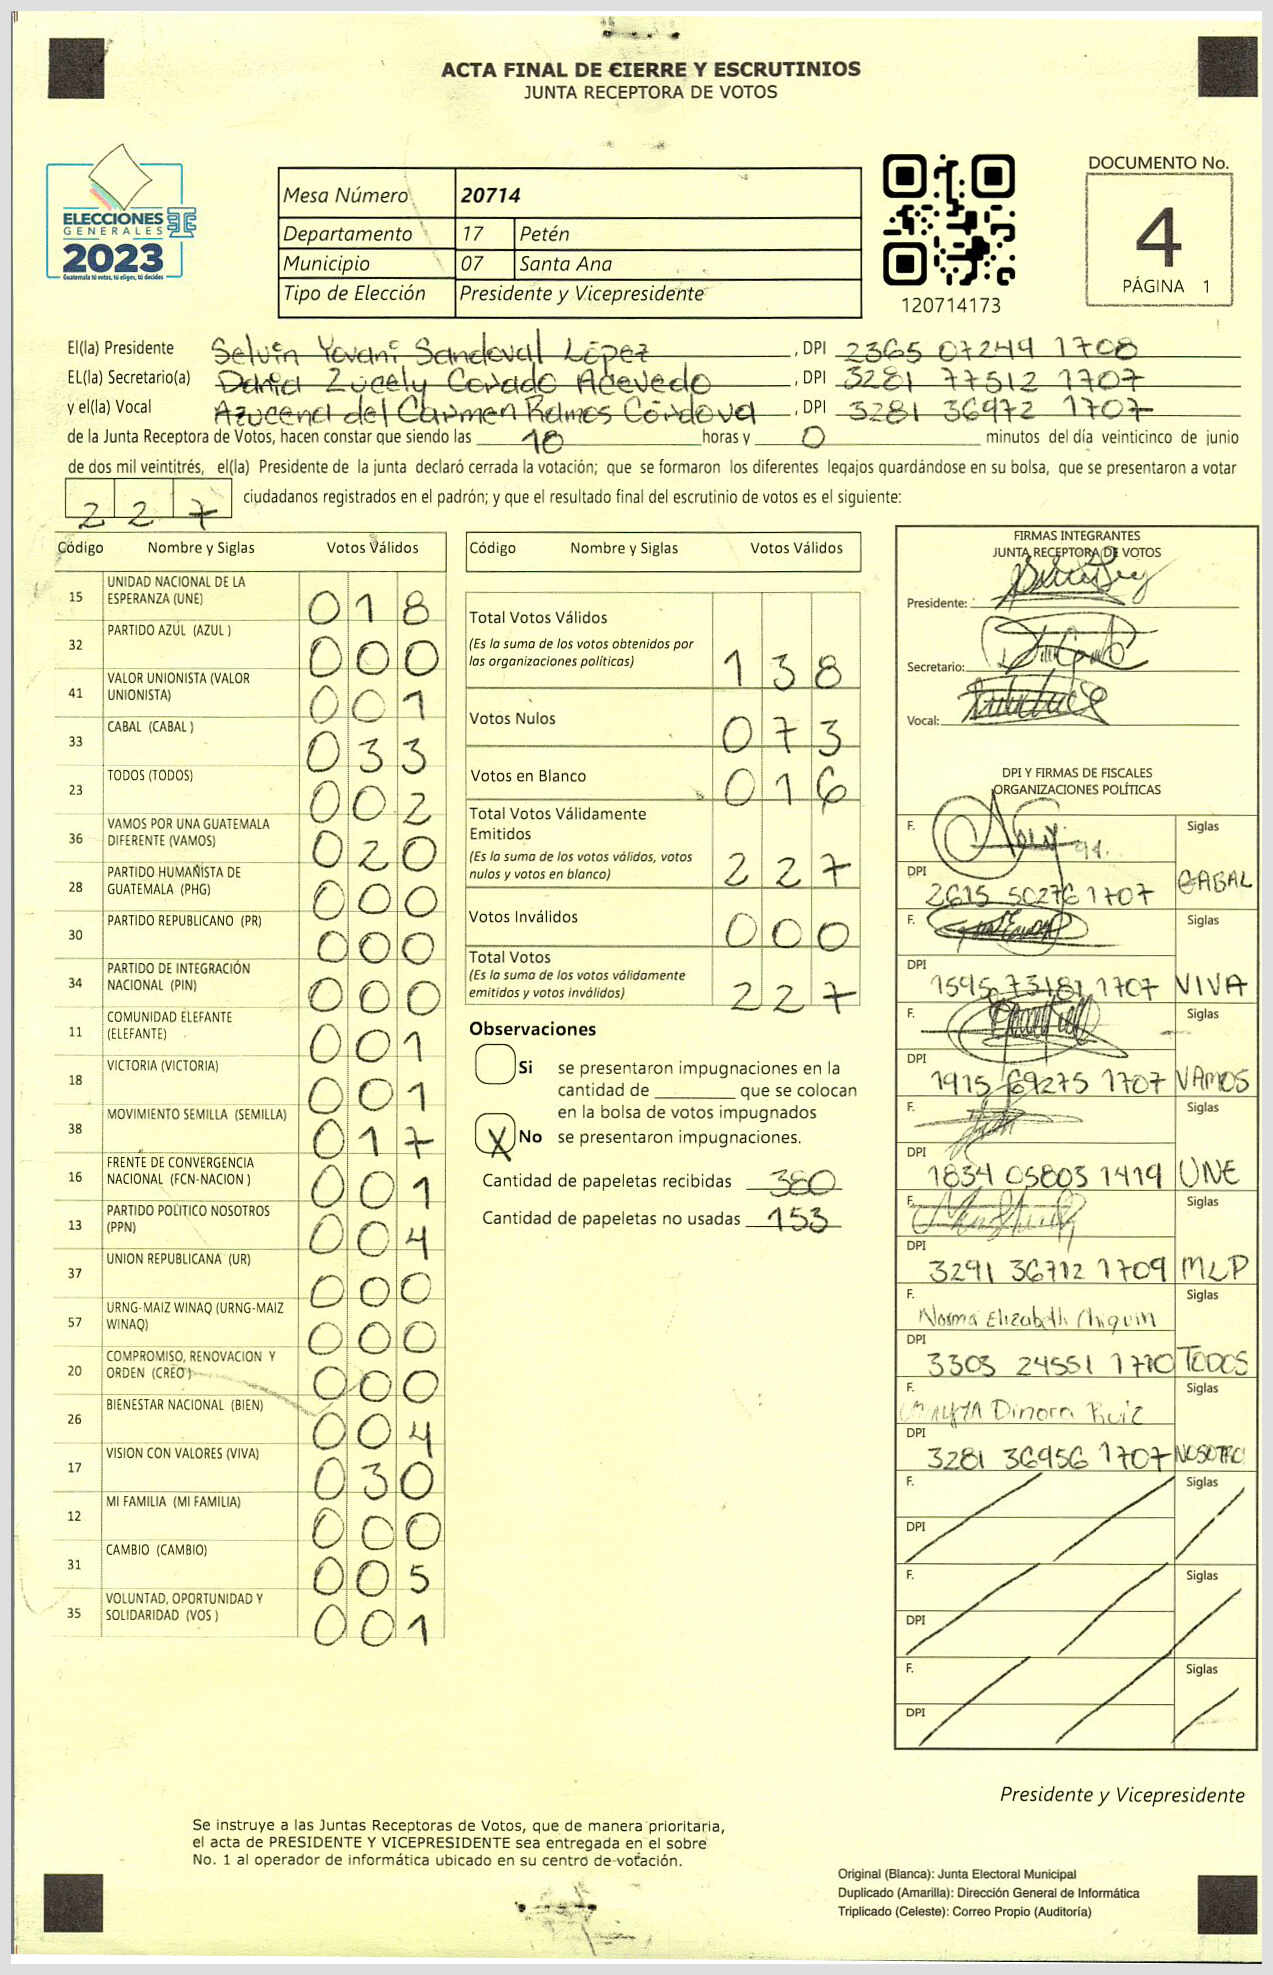 ACTA FINAL DE CIERRE Y ESCRUTINIOS
JUNTA RECEPTORA DE VOTOS
ELECCIONES
GENERALES
2023
Guatemala tú votas, tú eliges, tú decides
Mesa Número 20714
Departamento 17 Petén
Municipio 07 Santa Ana
Tipo de Elección Presidente y Vicepresidente
120714173
DOCUMENTO No.
4
PÁGINA 1
El(la) Presidente Selvin Yovani Sandoval López, DPI 2365 07249 1708
EL(la) Secretario(a) Dania Zucely Corado Acevedo, DPI 3281 77512 1707
y el(la) Vocal Azucena del Carmen Ramos Córdova, DPI 3281 36972 1707
de la Junta Receptora de Votos, hacen constar que siendo las 18 horas y 0 minutos del día veinticinco de junio
de dos mil veintitrés, el(la) Presidente de la junta declaró cerrada la votación; que se formaron los diferentes legajos guardándose en su bolsa, que se presentaron a votar
227 ciudadanos registrados en el padrón; y que el resultado final del escrutinio de votos es el siguiente:
Código Nombre y Siglas Votos Válidos
15 UNIDAD NACIONAL DE LA ESPERANZA (UNE) 018
32 PARTIDO AZUL (AZUL ) 000
41 VALOR UNIONISTA (VALOR UNIONISTA) 001
33 CABAL (CABAL ) 033
23 TODOS (TODOS) 002
36 VAMOS POR UNA GUATEMALA DIFERENTE (VAMOS) 020
28 PARTIDO HUMANISTA DE GUATEMALA (PHG) 000
30 PARTIDO REPUBLICANO (PR) 000
34 PARTIDO DE INTEGRACIÓN NACIONAL (PIN) 000
11 COMUNIDAD ELEFANTE (ELEFANTE) 001
18 VICTORIA (VICTORIA) 001
38 MOVIMIENTO SEMILLA (SEMILLA) 017
16 FRENTE DE CONVERGENCIA NACIONAL (FCN-NACION ) 001
13 PARTIDO POLITICO NOSOTROS (PPN) 004
37 UNION REPUBLICANA (UR) 000
57 URNG-MAIZ WINAQ (URNG-MAIZ WINAQ) 000
20 COMPROMISO, RENOVACION Y ORDEN (CREO ) 000
26 BIENESTAR NACIONAL (BIEN) 004
17 VISION CON VALORES (VIVA) 030
12 MI FAMILIA (MI FAMILIA) 000
31 CAMBIO (CAMBIO) 005
35 VOLUNTAD, OPORTUNIDAD Y SOLIDARIDAD (VOS ) 001
Código Nombre y Siglas Votos Válidos
Total Votos Válidos 138
(Es la suma de los votos obtenidos por
las organizaciones políticas)
Votos Nulos 073
Votos en Blanco 016
Total Votos Válidamente
Emitidos 227
(Es la suma de los votos válidos, votos
nulos y votos en blanco)
Votos Inválidos 000
Total Votos 227
(Es la suma de los votos válidamente
emitidos y votos inválidos)
Observaciones
Si se presentaron impugnaciones en la
cantidad de ________ que se colocan
en la bolsa de votos impugnados
X No se presentaron impugnaciones.
Cantidad de papeletas recibidas 380
Cantidad de papeletas no usadas 153
FIRMAS INTEGRANTES
JUNTA RECEPTORA DE VOTOS
Presidente:
Secretario:
Vocal:
DPI Y FIRMAS DE FISCALES
ORGANIZACIONES POLÍTICAS
F. Siglas
DPI 2615 50276 1707 CABAL
F. Siglas
DPI 1595 73181 1707 VIVA
F. Siglas
DPI 1915 69275 1707 VAMOS
F. Siglas
DPI 1834 05803 1419 UNE
F. Siglas
DPI 3291 36712 1709 MLP
F. Norma Elizabeth Chiquin Siglas
DPI 3303 24551 1710 TODOS
F. Dinora Ruiz Siglas
DPI 3281 36956 1707 NOSOTRO
F. Siglas
DPI
F. Siglas
DPI
F. Siglas
DPI
Presidente y Vicepresidente
Se instruye a las Juntas Receptoras de Votos, que de manera prioritaria,
el acta de PRESIDENTE Y VICEPRESIDENTE sea entregada en el sobre
No. 1 al operador de informática ubicado en su centro de votación.
Original (Blanca): Junta Electoral Municipal
Duplicado (Amarilla): Dirección General de Informática
Triplicado (Celeste): Correo Propio (Auditoría)